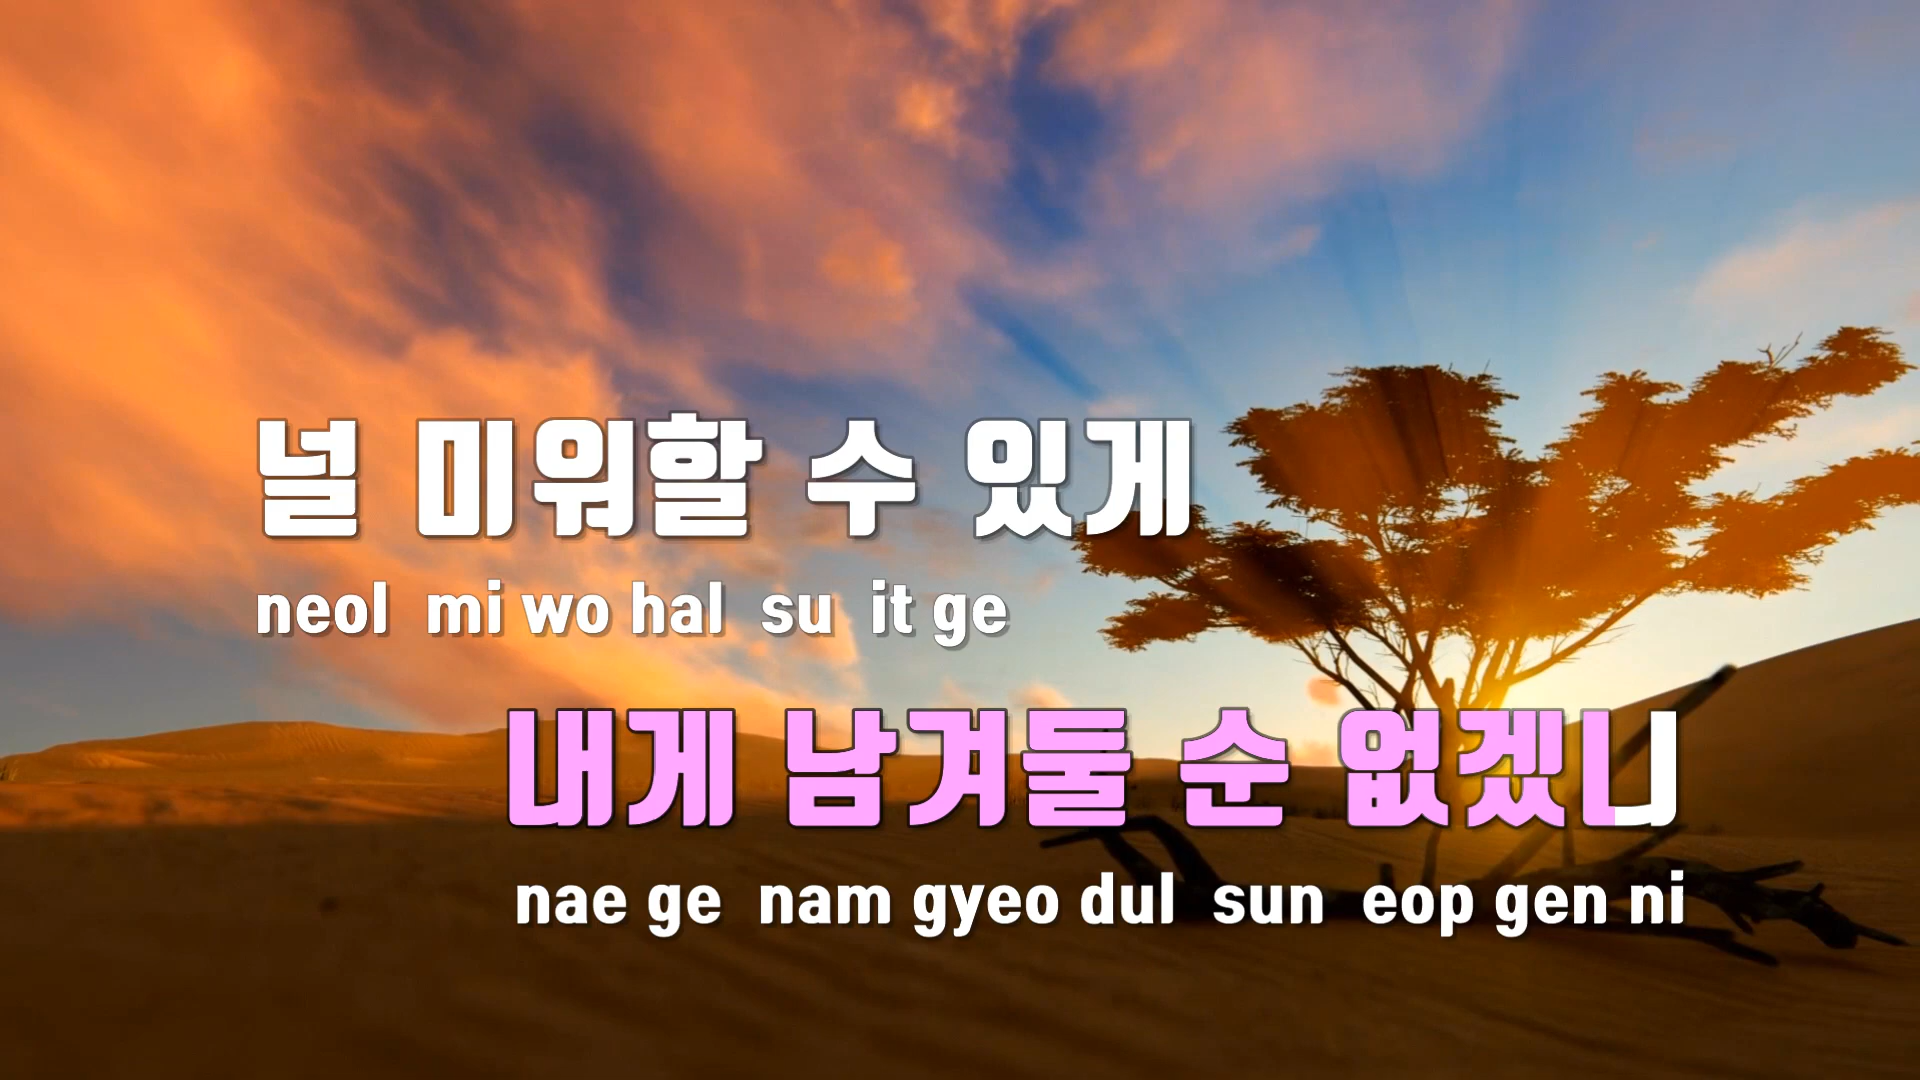 널 미워할 수 있게
neol mi wo hal su it ge
내게 남겨둘 순 없겠니
nae ge nam gyeo dul sun eop gen ni